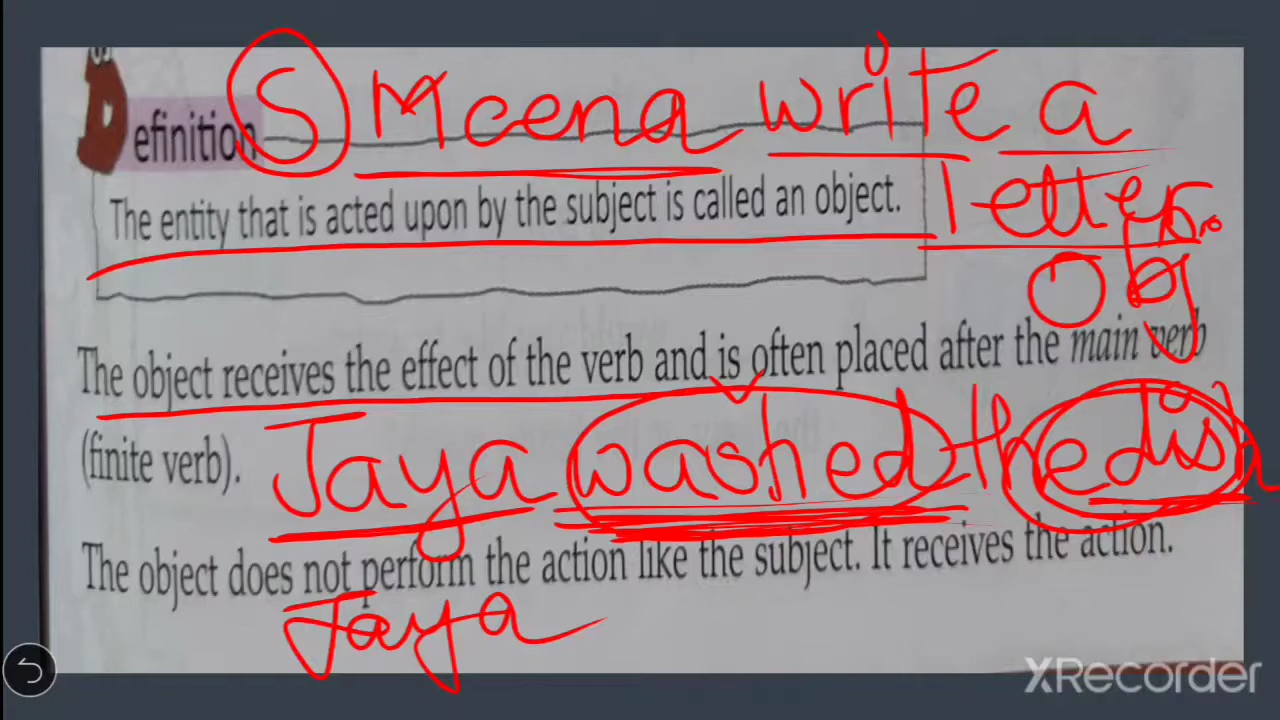 S Meena write a
letter
Definition
The entity that is acted upon by the subject is called an object.
Obj
The object receives the effect of the verb and is often placed after the main verb
(finite verb).
Jaya washed the dish
The object does not perform the action like the subject. It receives the action.
Jaya
XRecorder